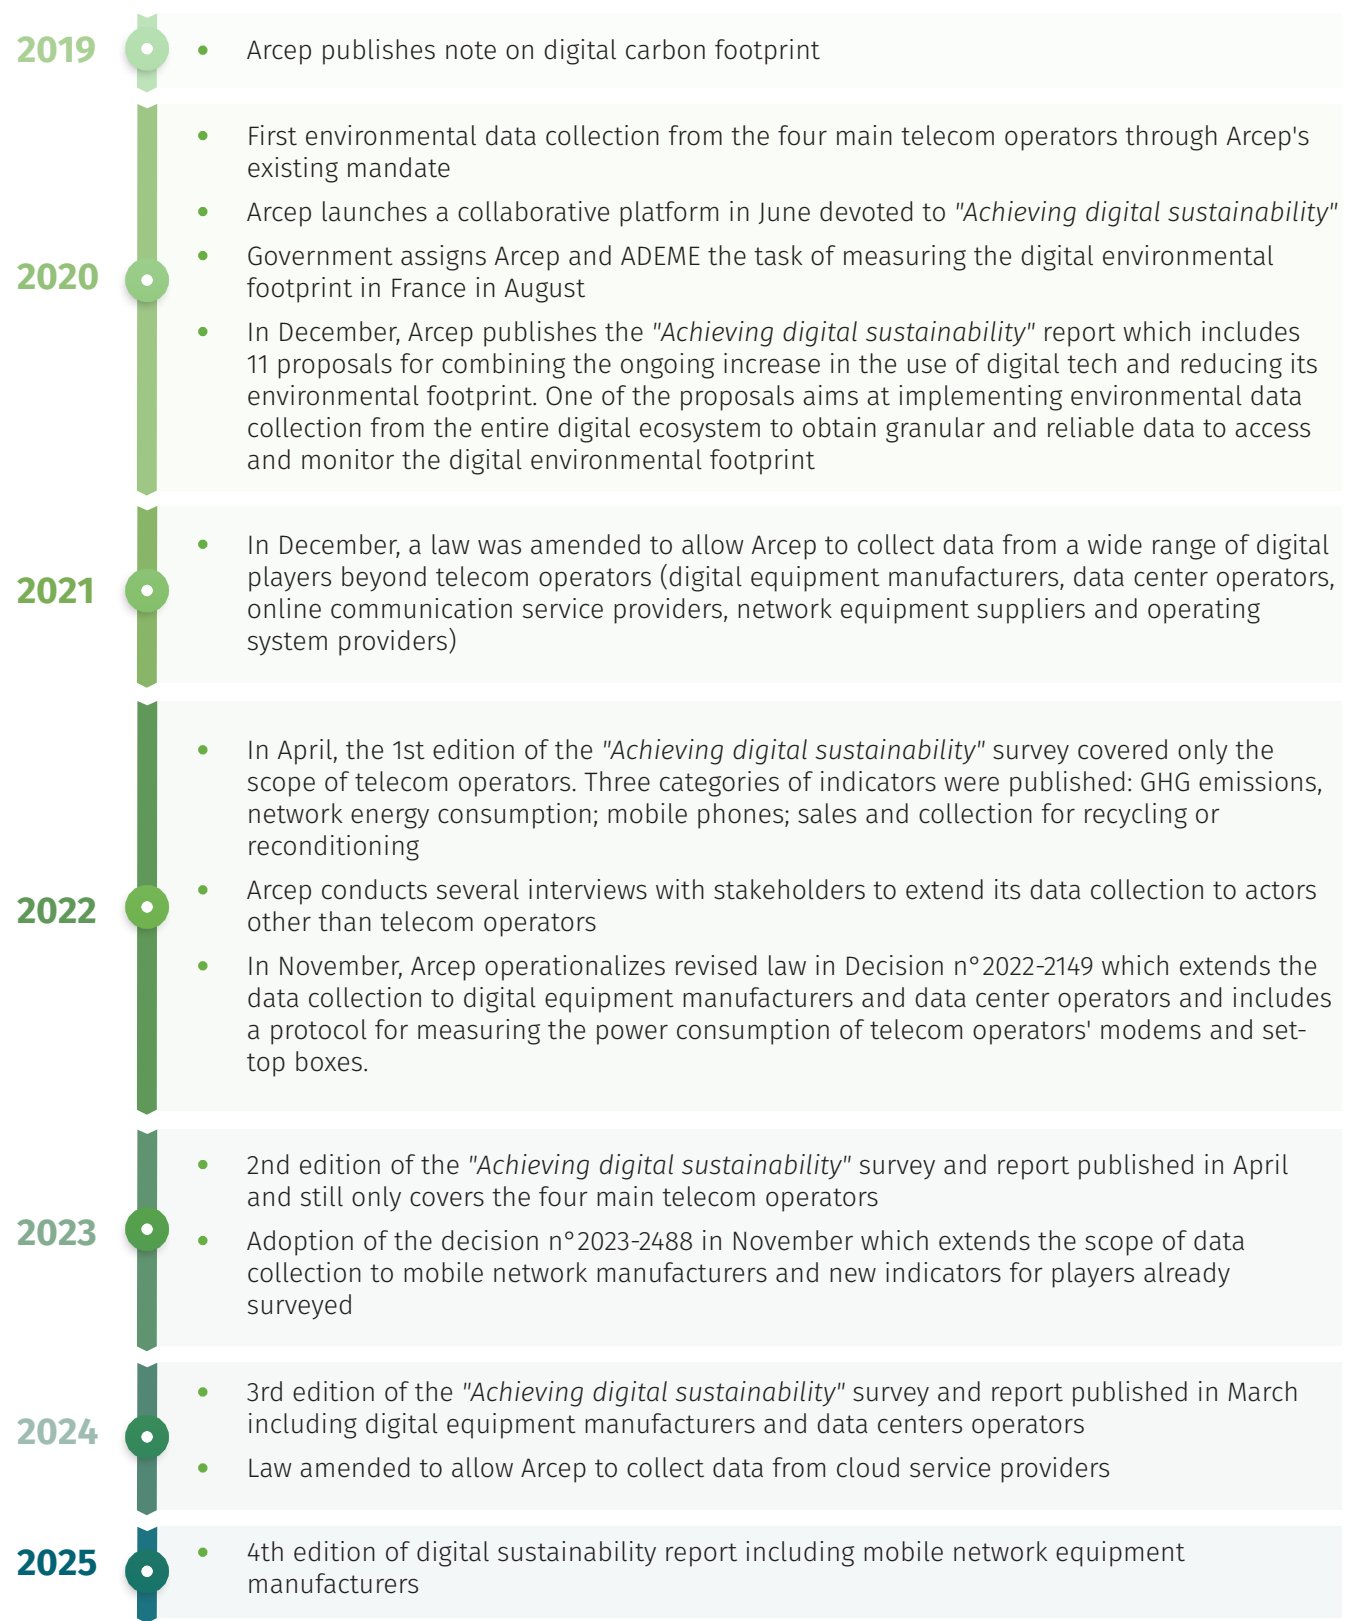 2019
• Arcep publishes note on digital carbon footprint
2020
• First environmental data collection from the four main telecom operators through Arcep's
existing mandate
• Arcep launches a collaborative platform in June devoted to "Achieving digital sustainability"
• Government assigns Arcep and ADEME the task of measuring the digital environmental
footprint in France in August
• In December, Arcep publishes the "Achieving digital sustainability" report which includes
11 proposals for combining the ongoing increase in the use of digital tech and reducing its
environmental footprint. One of the proposals aims at implementing environmental data
collection from the entire digital ecosystem to obtain granular and reliable data to access
and monitor the digital environmental footprint
2021
• In December, a law was amended to allow Arcep to collect data from a wide range of digital
players beyond telecom operators (digital equipment manufacturers, data center operators,
online communication service providers, network equipment suppliers and operating
system providers)
2022
• In April, the 1st edition of the "Achieving digital sustainability" survey covered only the
scope of telecom operators. Three categories of indicators were published: GHG emissions,
network energy consumption; mobile phones; sales and collection for recycling or
reconditioning
• Arcep conducts several interviews with stakeholders to extend its data collection to actors
other than telecom operators
• In November, Arcep operationalizes revised law in Decision n°2022-2149 which extends the
data collection to digital equipment manufacturers and data center operators and includes
a protocol for measuring the power consumption of telecom operators' modems and set-
top boxes.
2023
• 2nd edition of the "Achieving digital sustainability" survey and report published in April
and still only covers the four main telecom operators
• Adoption of the decision n°2023-2488 in November which extends the scope of data
collection to mobile network manufacturers and new indicators for players already
surveyed
2024
• 3rd edition of the "Achieving digital sustainability" survey and report published in March
including digital equipment manufacturers and data centers operators
• Law amended to allow Arcep to collect data from cloud service providers
2025
• 4th edition of digital sustainability report including mobile network equipment
manufacturers